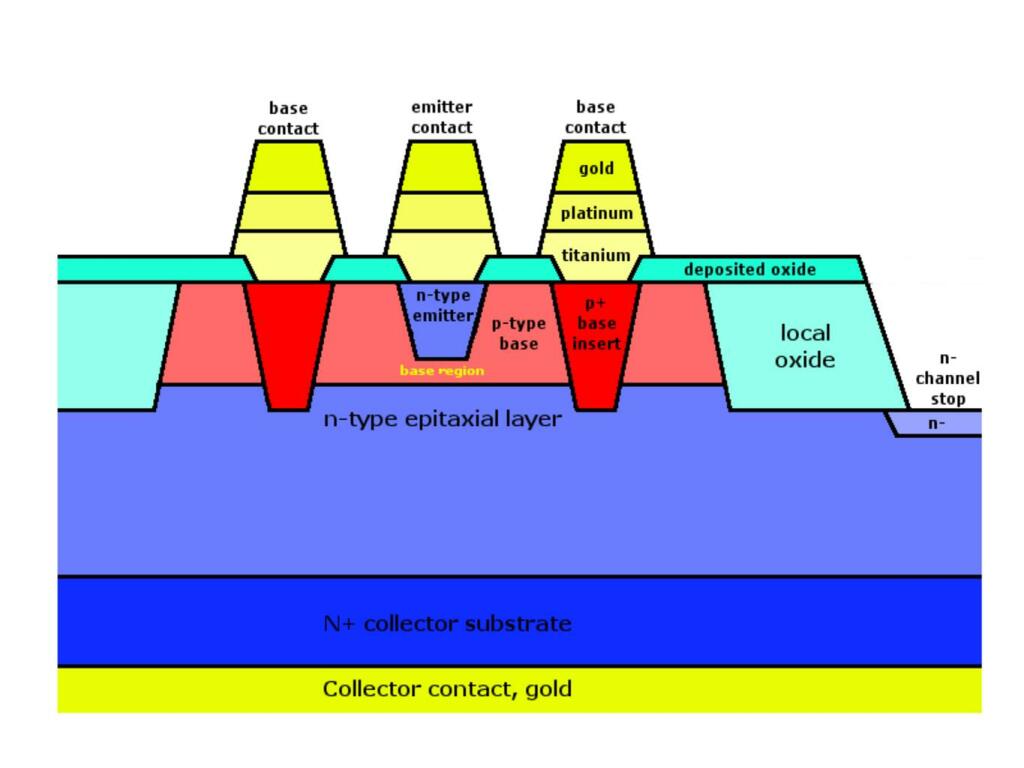 base
contact
emitter
contact
base
contact
gold
platinum
titanium
deposited oxide
n-type
emitter
p-type
base
p+
base
insert
base region
local
oxide
n-
channel
stop
n-
n-type epitaxial layer
N+ collector substrate
Collector contact, gold